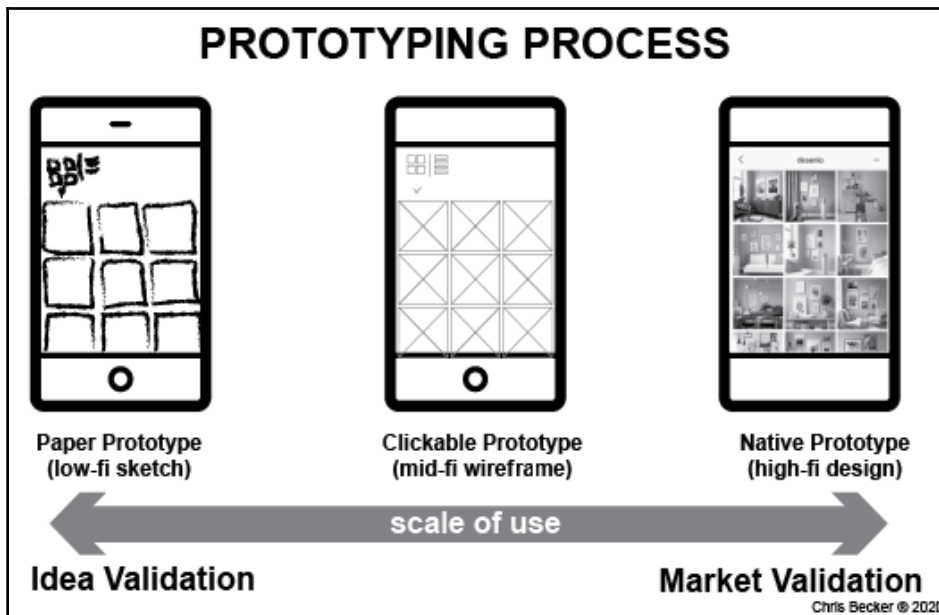 PROTOTYPING PROCESS
desenio
Paper Prototype
(low-fi sketch)
Clickable Prototype
(mid-fi wireframe)
Native Prototype
(high-fi design)
scale of use
Idea Validation
Market Validation
Chris Becker ® 2020